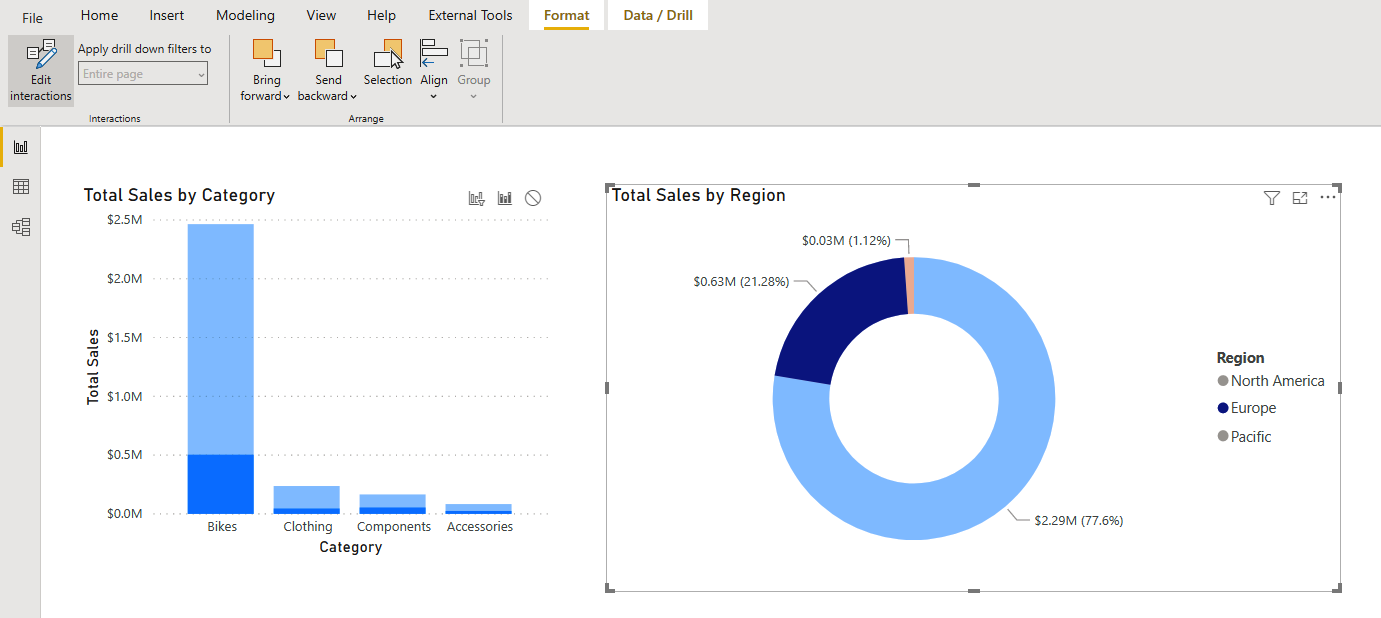 File
Home
Insert
Modeling
View
Help
External Tools
Format
Data / Drill
Edit
interactions
Apply drill down filters to
Entire page
Interactions
Bring
forward
Send
backward
Selection
Align
Group
Arrange
Total Sales by Category
$2.5M
$2.0M
$1.5M
$1.0M
$0.5M
$0.0M
Total Sales
Bikes
Clothing
Components
Accessories
Category
Total Sales by Region
$0.03M (1.12%)
$0.63M (21.28%)
$2.29M (77.6%)
Region
North America
Europe
Pacific